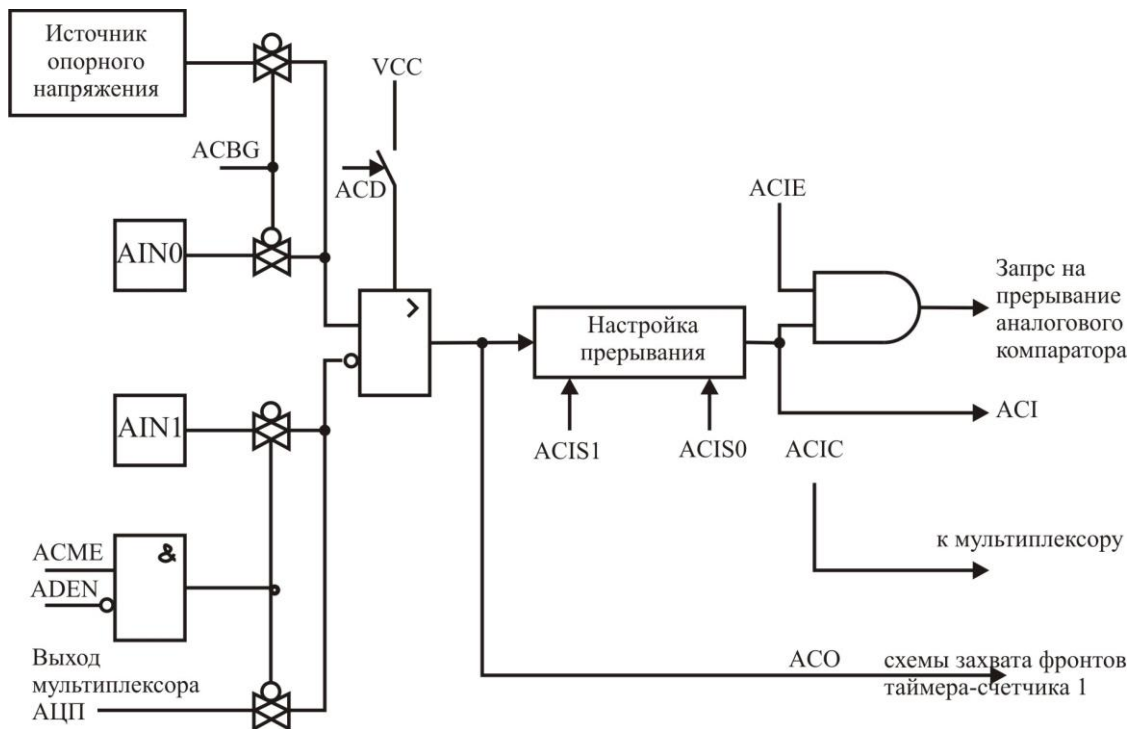 Источник
опорного
напряжения
VCC
ACBG
ACD
ACIE
AIN0
Запрс на
прерывание
аналогового
компаратора
>
Настройка
прерывания
AIN1
ACI
ACIS1
ACIS0
ACIC
ACME
&
ADEN
к мультиплексору
Выход
мультиплексора
АЦП
ACO
схемы захвата фронтов
таймера-счетчика 1